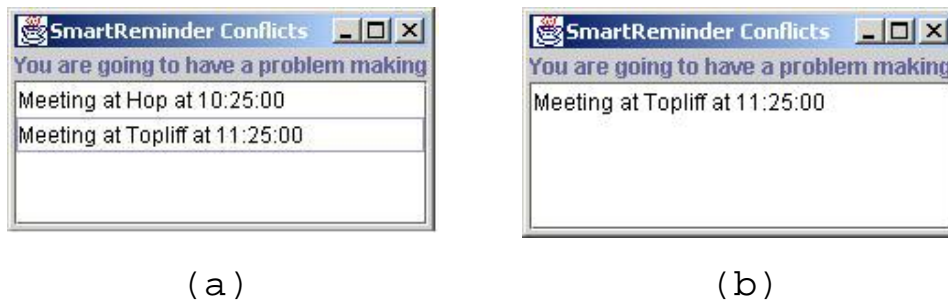 SmartReminder Conflicts
You are going to have a problem making
Meeting at Hop at 10:25:00
Meeting at Topliff at 11:25:00
(a)
SmartReminder Conflicts
You are going to have a problem making
Meeting at Topliff at 11:25:00
(b)